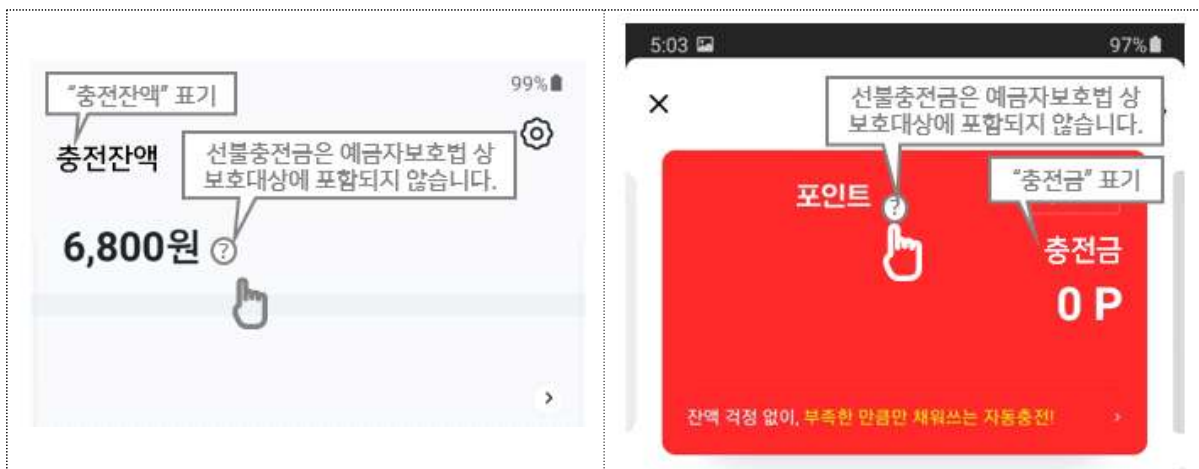 99%
"충전잔액" 표기
충전잔액
선불충전금은 예금자보호법 상
보호대상에 포함되지 않습니다.
6,800원 ?
5:03
97%
선불충전금은 예금자보호법 상
보호대상에 포함되지 않습니다.
"충전금" 표기
포인트 ?
충전금
0 P
잔액 걱정 없이, 부족한 만큼만 채워쓰는 자동충전!